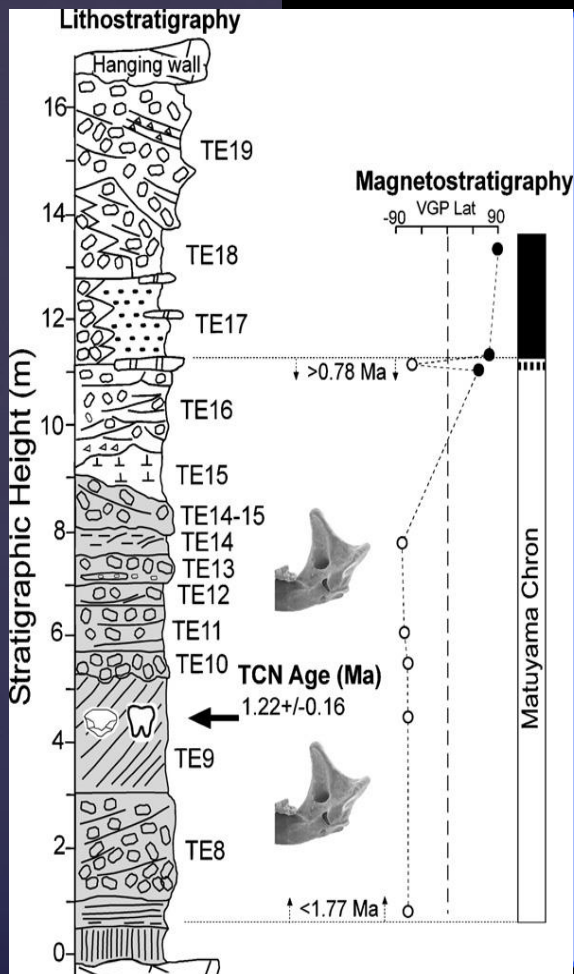 Lithostratigraphy
Hanging wall
16
TE19
Magnetostratigraphy
VGP Lat
-90 90
14
TE18
12
TE17
>0.78 Ma
TE16
10
TE15
TE14-15
8
TE14
TE13
TE12
TE11
6
TE10
TCN Age (Ma)
1.22+/-0.16
4
TE9
2
TE8
<1.77 Ma
0
Stratigraphic Height (m)
Matuyama Chron